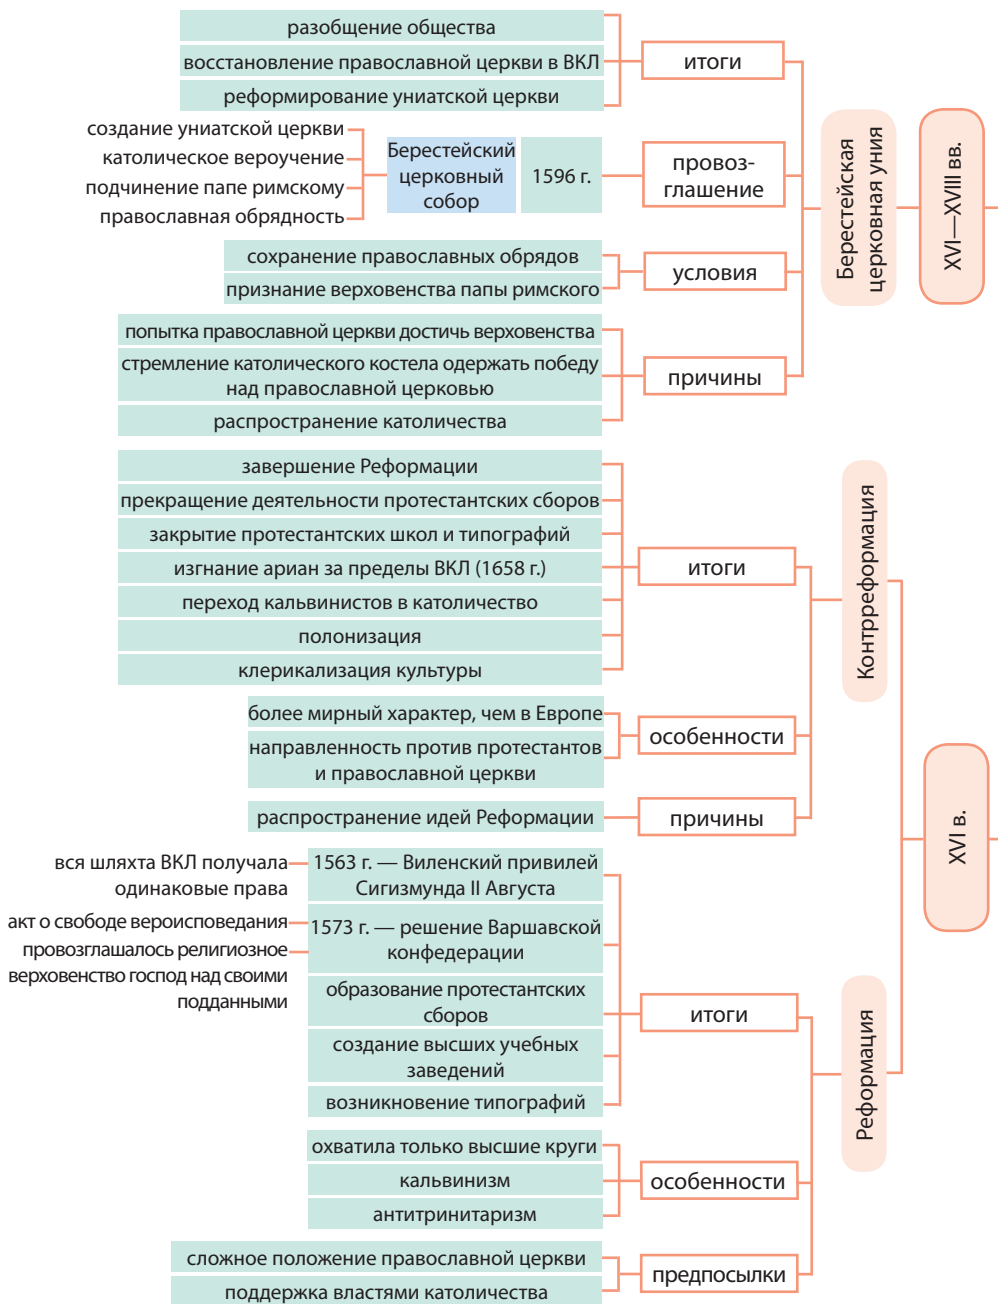 разобщение общества
восстановление православной церкви в ВКЛ
реформирование униатской церкви
итоги
создание униатской церкви
католическое вероучение
подчинение папе римскому
православная обрядность
Берестейский
церковный
собор
1596 г.
провоз-
глашение
сохранение православных обрядов
признание верховенства папы римского
условия
попытка православной церкви достичь верховенства
стремление католического костела одержать победу
над православной церковью
распространение католичества
причины
Берестейская
церковная уния
XVI—XVIII вв.
завершение Реформации
прекращение деятельности протестантских сборов
закрытие протестантских школ и типографий
изгнание ариан за пределы ВКЛ (1658 г.)
переход кальвинистов в католичество
полонизация
клерикализация культуры
итоги
более мирный характер, чем в Европе
направленность против протестантов
и православной церкви
особенности
распространение идей Реформации
причины
Контрреформация
XVI в.
вся шляхта ВКЛ получала
одинаковые права
1563 г. — Виленский привилей
Сигизмунда II Августа
акт о свободе вероисповедания
провозглашалось религиозное
верховенство господ над своими
подданными
1573 г. — решение Варшавской
конфедерации
образование протестантских
сборов
создание высших учебных
заведений
возникновение типографий
итоги
охватила только высшие круги
кальвинизм
антитринитаризм
особенности
сложное положение православной церкви
поддержка властями католичества
предпосылки
Реформация